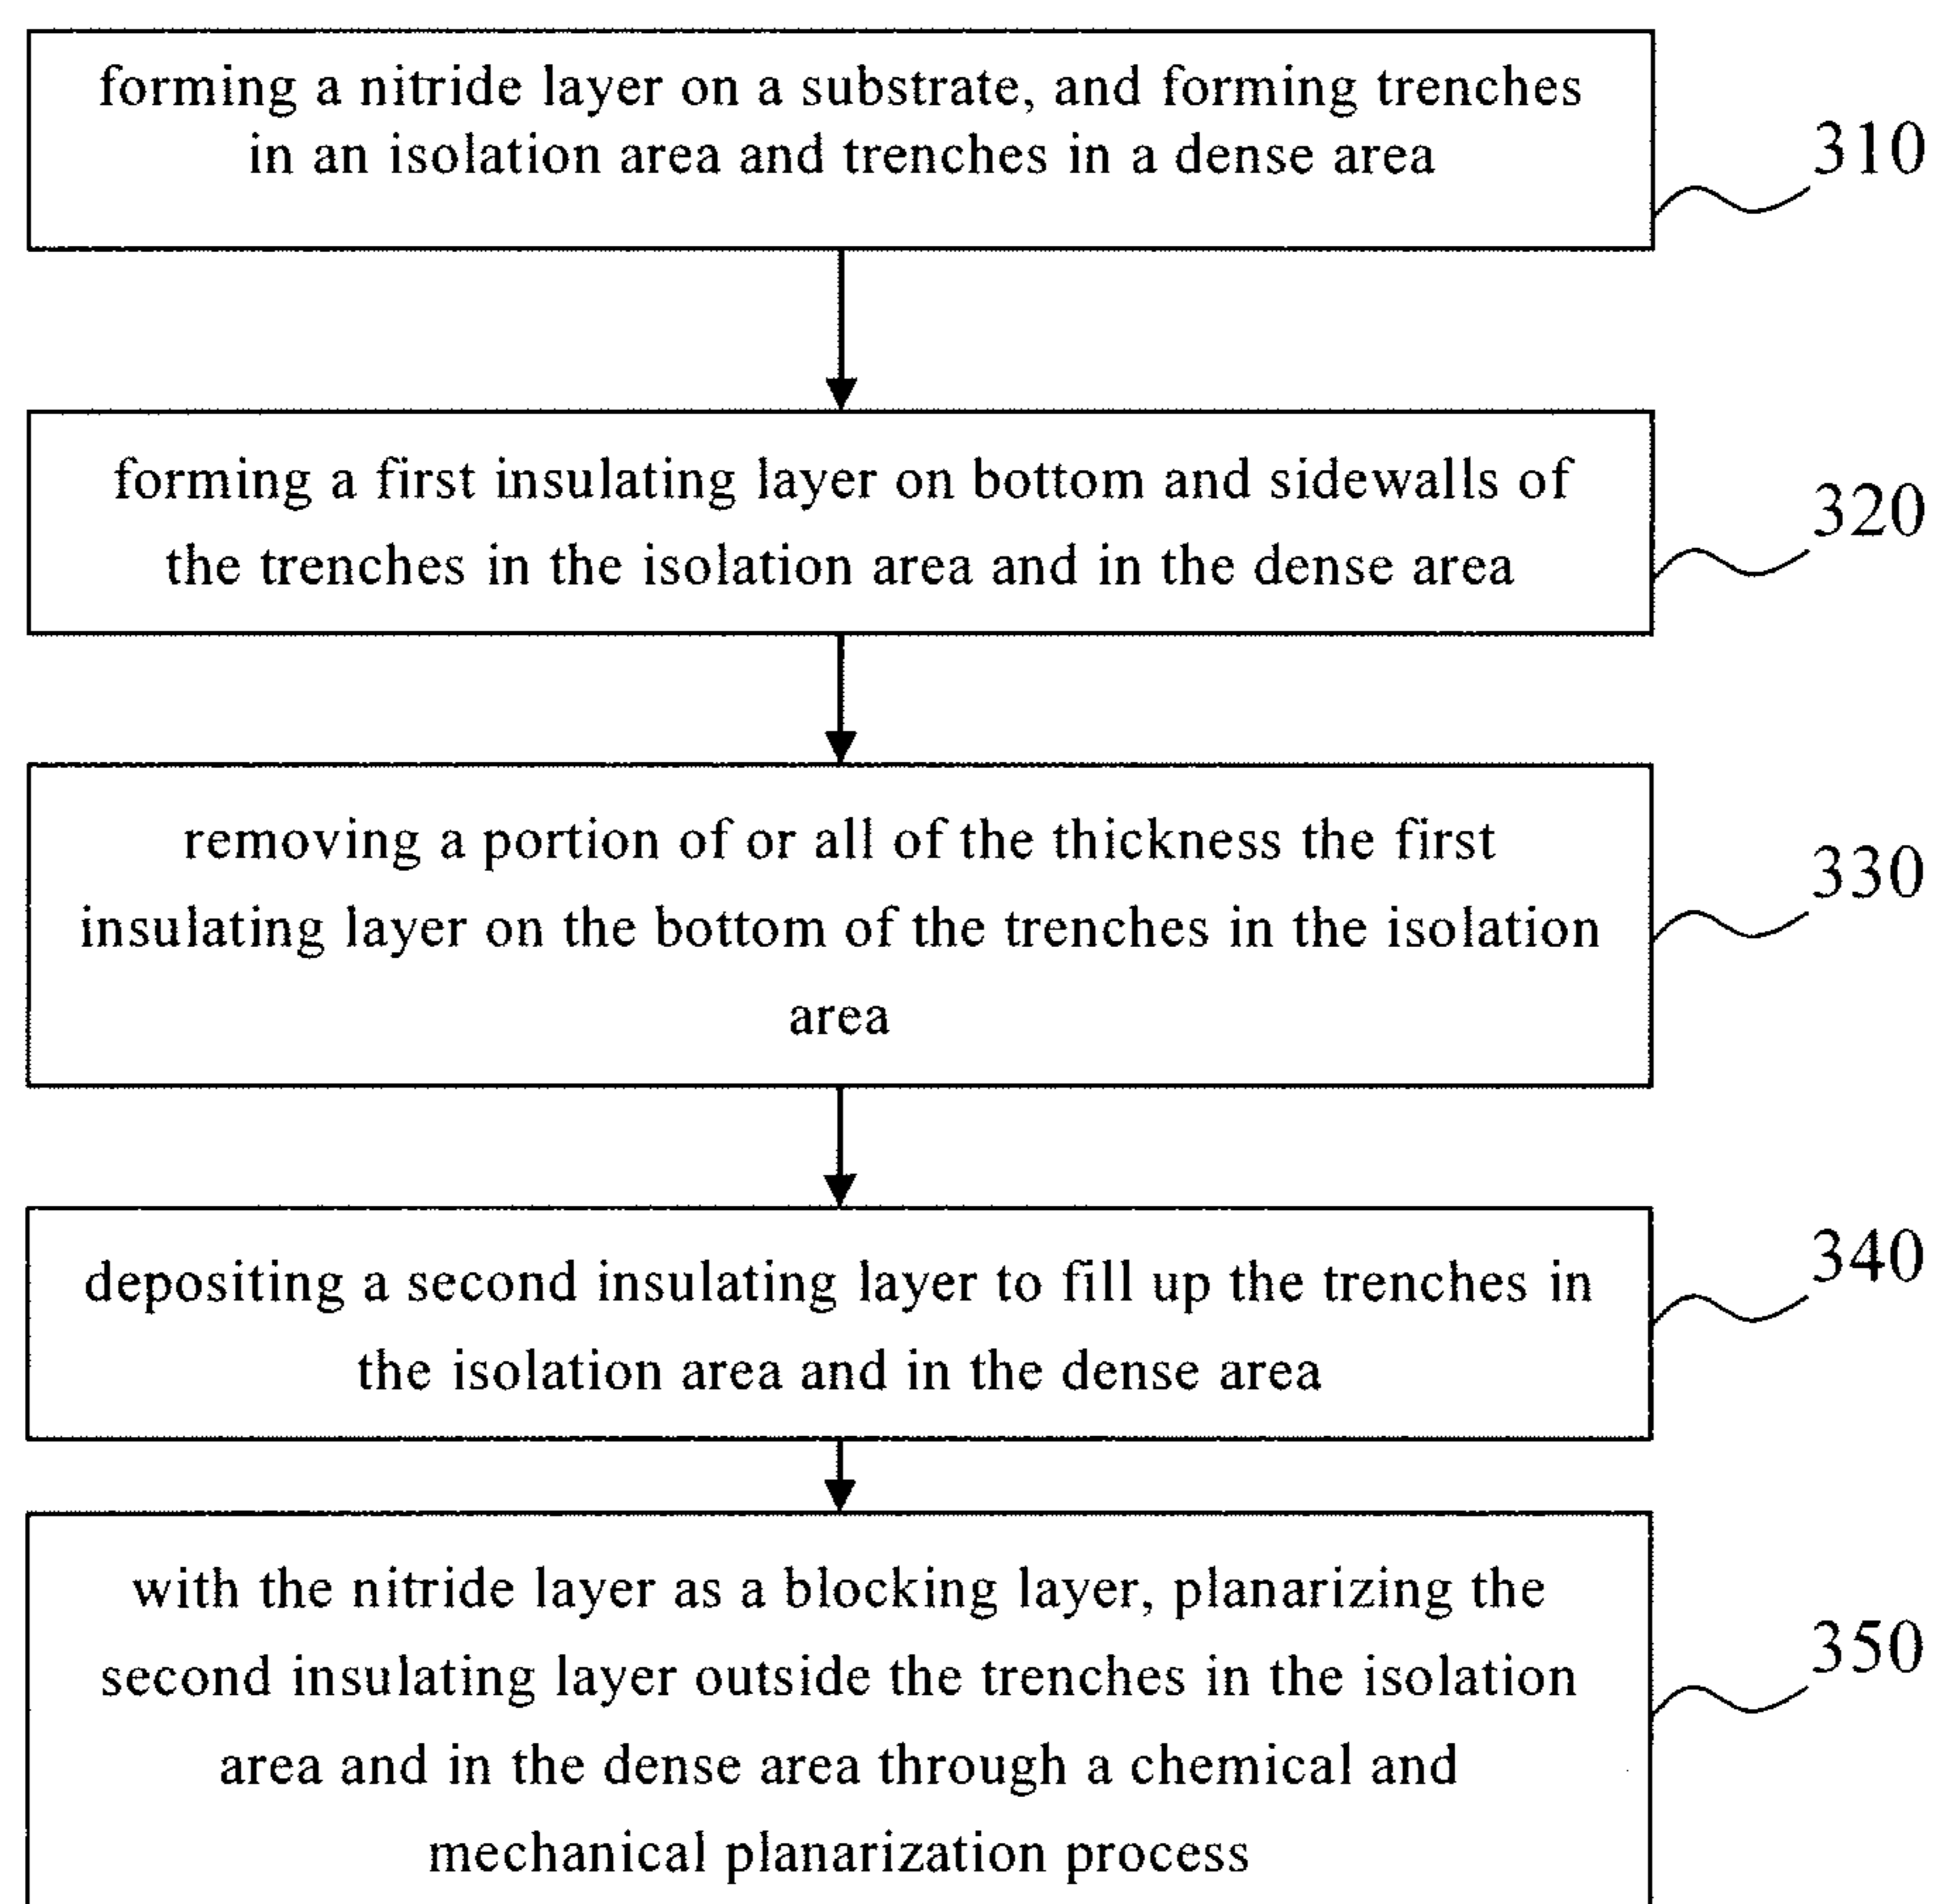 forming a nitride layer on a substrate, and forming trenches
in an isolation area and trenches in a dense area
310
forming a first insulating layer on bottom and sidewalls of
the trenches in the isolation area and in the dense area
320
removing a portion of or all of the thickness the first
insulating layer on the bottom of the trenches in the isolation
area
330
depositing a second insulating layer to fill up the trenches in
the isolation area and in the dense area
340
with the nitride layer as a blocking layer, planarizing the
second insulating layer outside the trenches in the isolation
area and in the dense area through a chemical and
mechanical planarization process
350